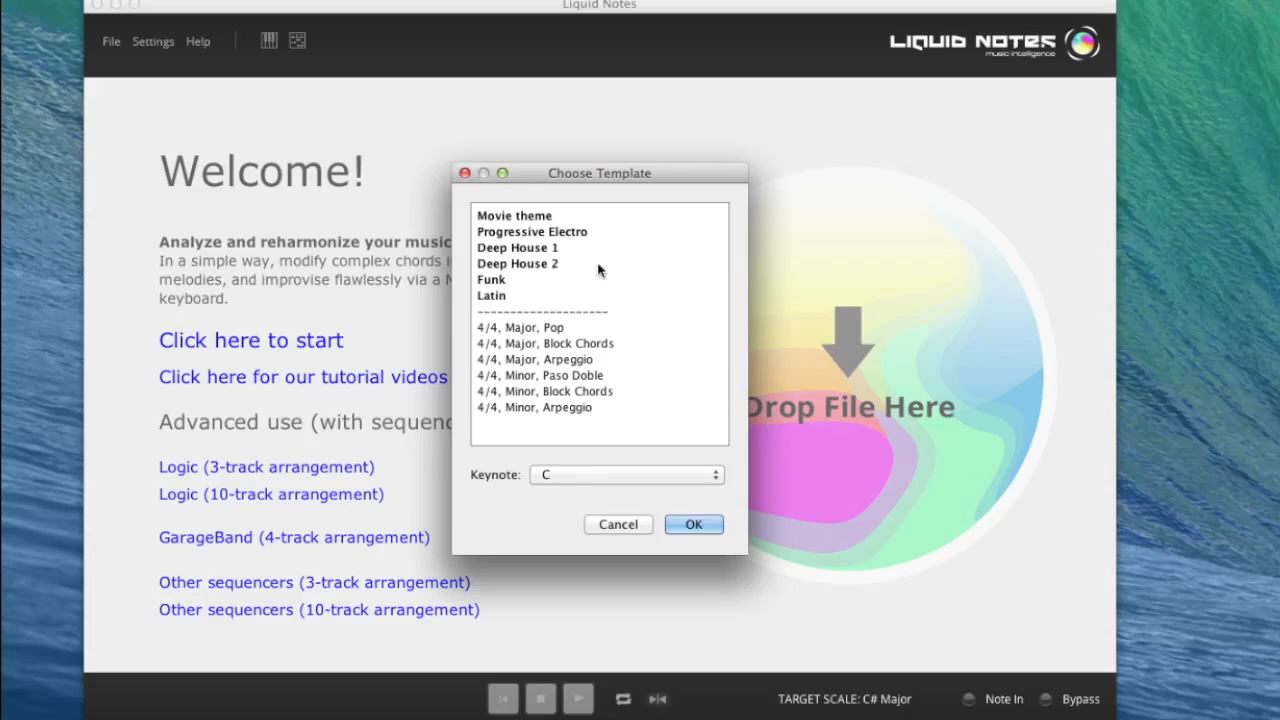 Liquid Notes
File Settings Help
LIQUID NOTES
music intelligence
Welcome!
Analyze and reharmonize your music
In a simple way, modify complex chords
melodies, and improvise flawlessly via a
keyboard.
Click here to start
Click here for our tutorial videos
Advanced use (with
Logic (3-track arrangement)
Logic (10-track arrangement)
GarageBand (4-track arrangement)
Other sequencers (3-track arrangement)
Other sequencers (10-track arrangement)
Choose Template
Movie theme
Progressive Electro
Deep House 1
Deep House 2
Funk
Latin
--------------------
4/4, Major, Pop
4/4, Major, Block Chords
4/4, Major, Arpeggio
4/4, Minor, Paso Doble
4/4, Minor, Block Chords
4/4, Minor, Arpeggio
Keynote: C
Cancel OK
Drop File Here
TARGET SCALE: C# Major Note In Bypass